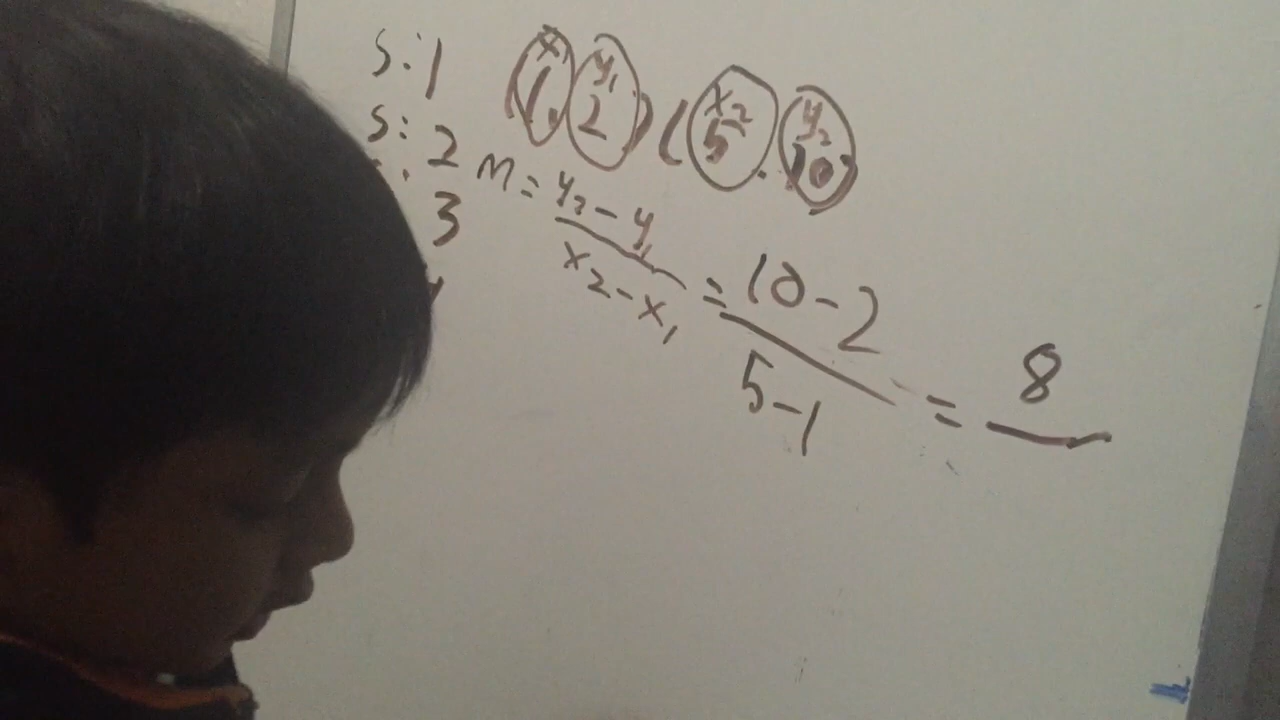 S:1 (x₁ 1, y₁ 2) (x₂ 5, y₂ 10)
S:2 M = y₂ - y₁ / x₂ - x₁ = 10 - 2 / 5 - 1 = 8 /
: 3